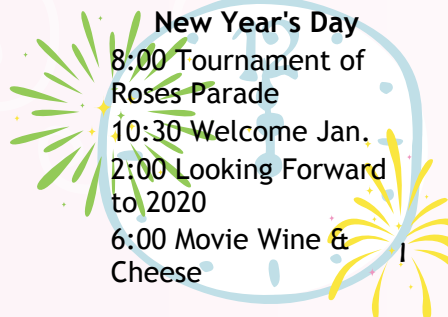 New Year's Day
8:00 Tournament of
Roses Parade
10:30 Welcome Jan.
2:00 Looking Forward
to 2020
6:00 Movie Wine &
Cheese
1